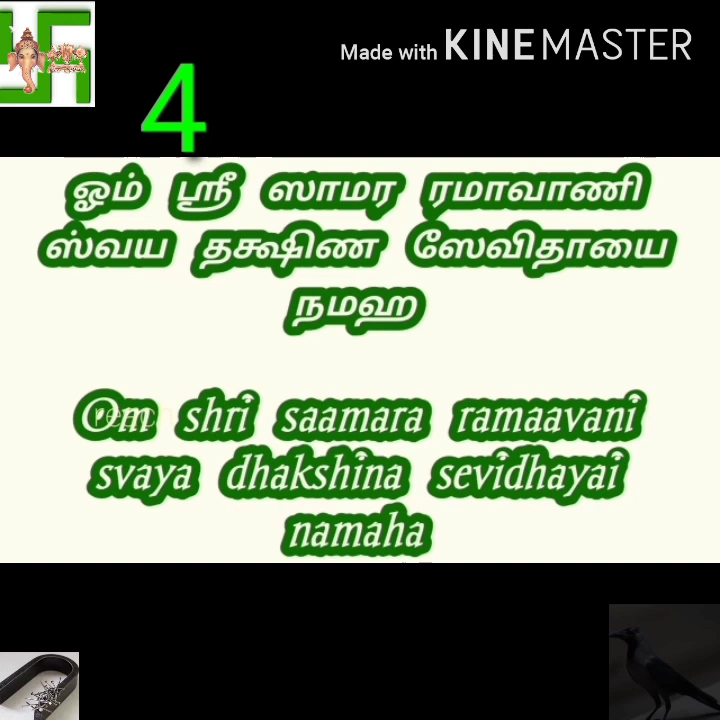 Made with KINEMASTER
4
ஓம் ஸ்ரீ ஸாமர ரமாவாணி
ஸ்வய தக்ஷிண ஸேவிதாயை
நமஹ
Om shri saamara ramaavani
svaya dhakshina sevidhayai
namaha